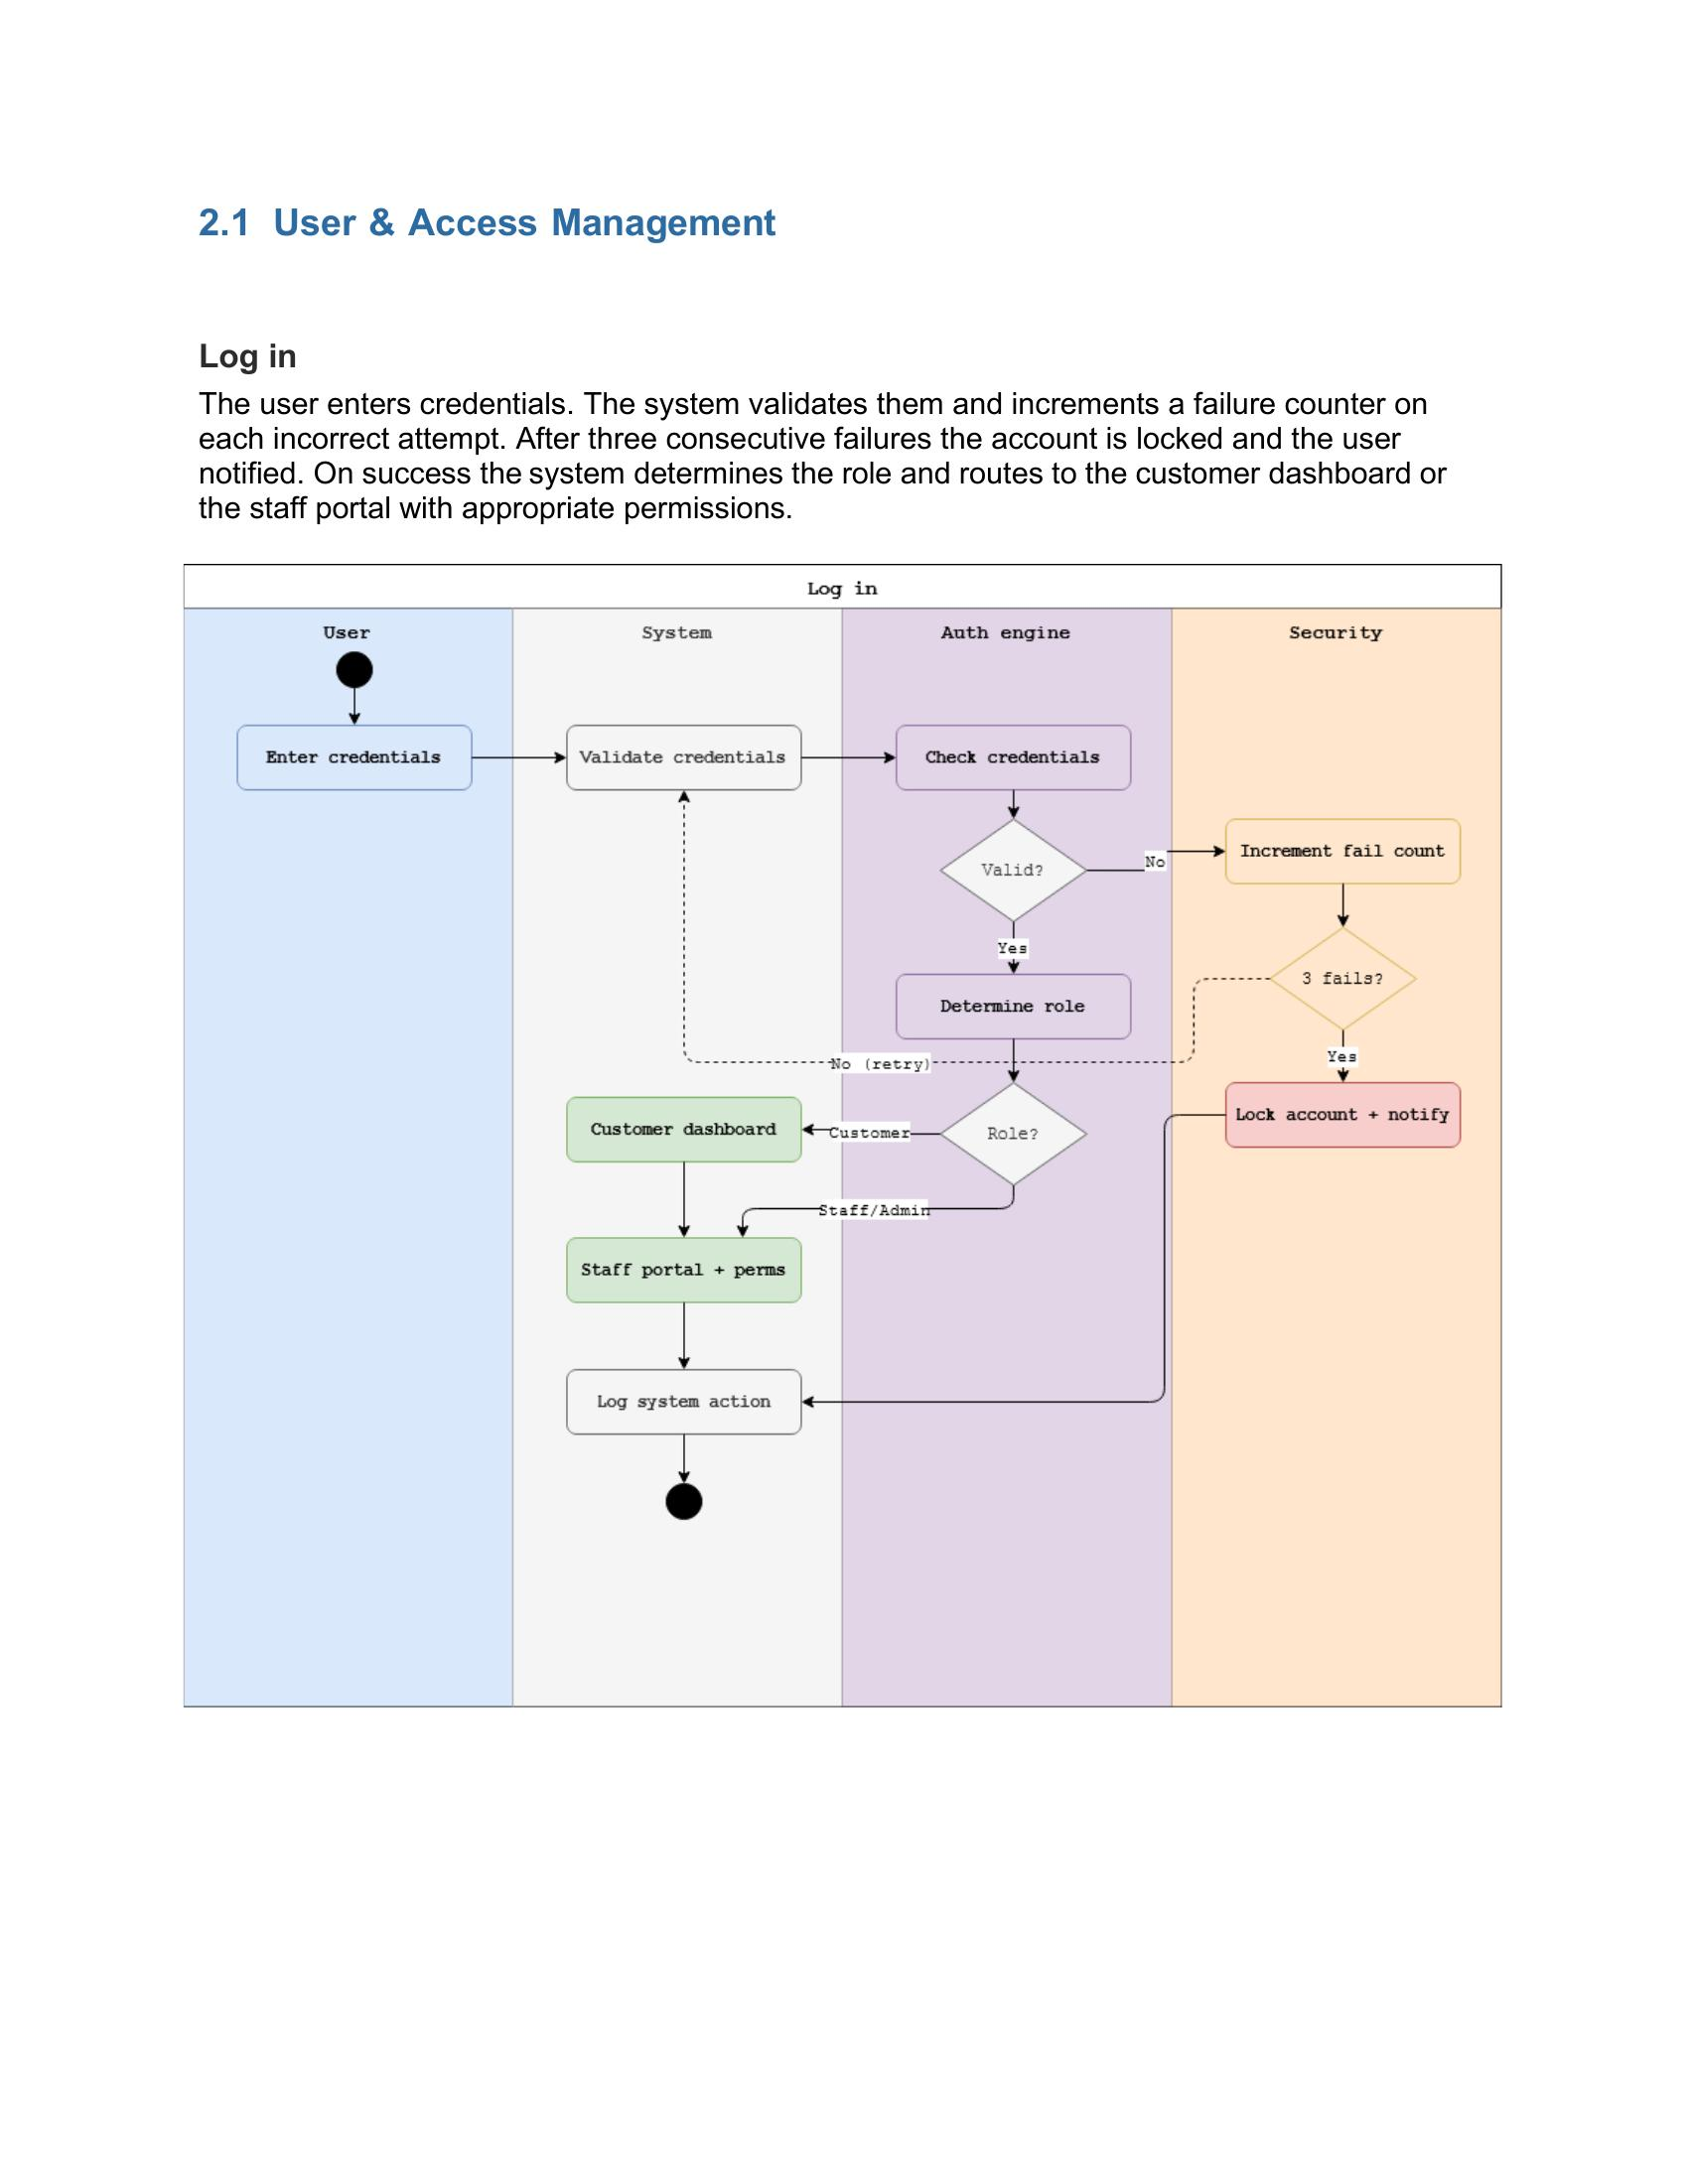 2.1 User & Access Management
Log in
The user enters credentials. The system validates them and increments a failure counter on
each incorrect attempt. After three consecutive failures the account is locked and the user
notified. On success the system determines the role and routes to the customer dashboard or
the staff portal with appropriate permissions.
Log in
User
System
Auth engine
Security
Enter credentials
Validate credentials
Check credentials
Valid?
No
Increment fail count
Yes
3 fails?
Determine role
No (retry)
Yes
Customer dashboard
Customer
Role?
Lock account + notify
Staff/Admin
Staff portal + perms
Log system action